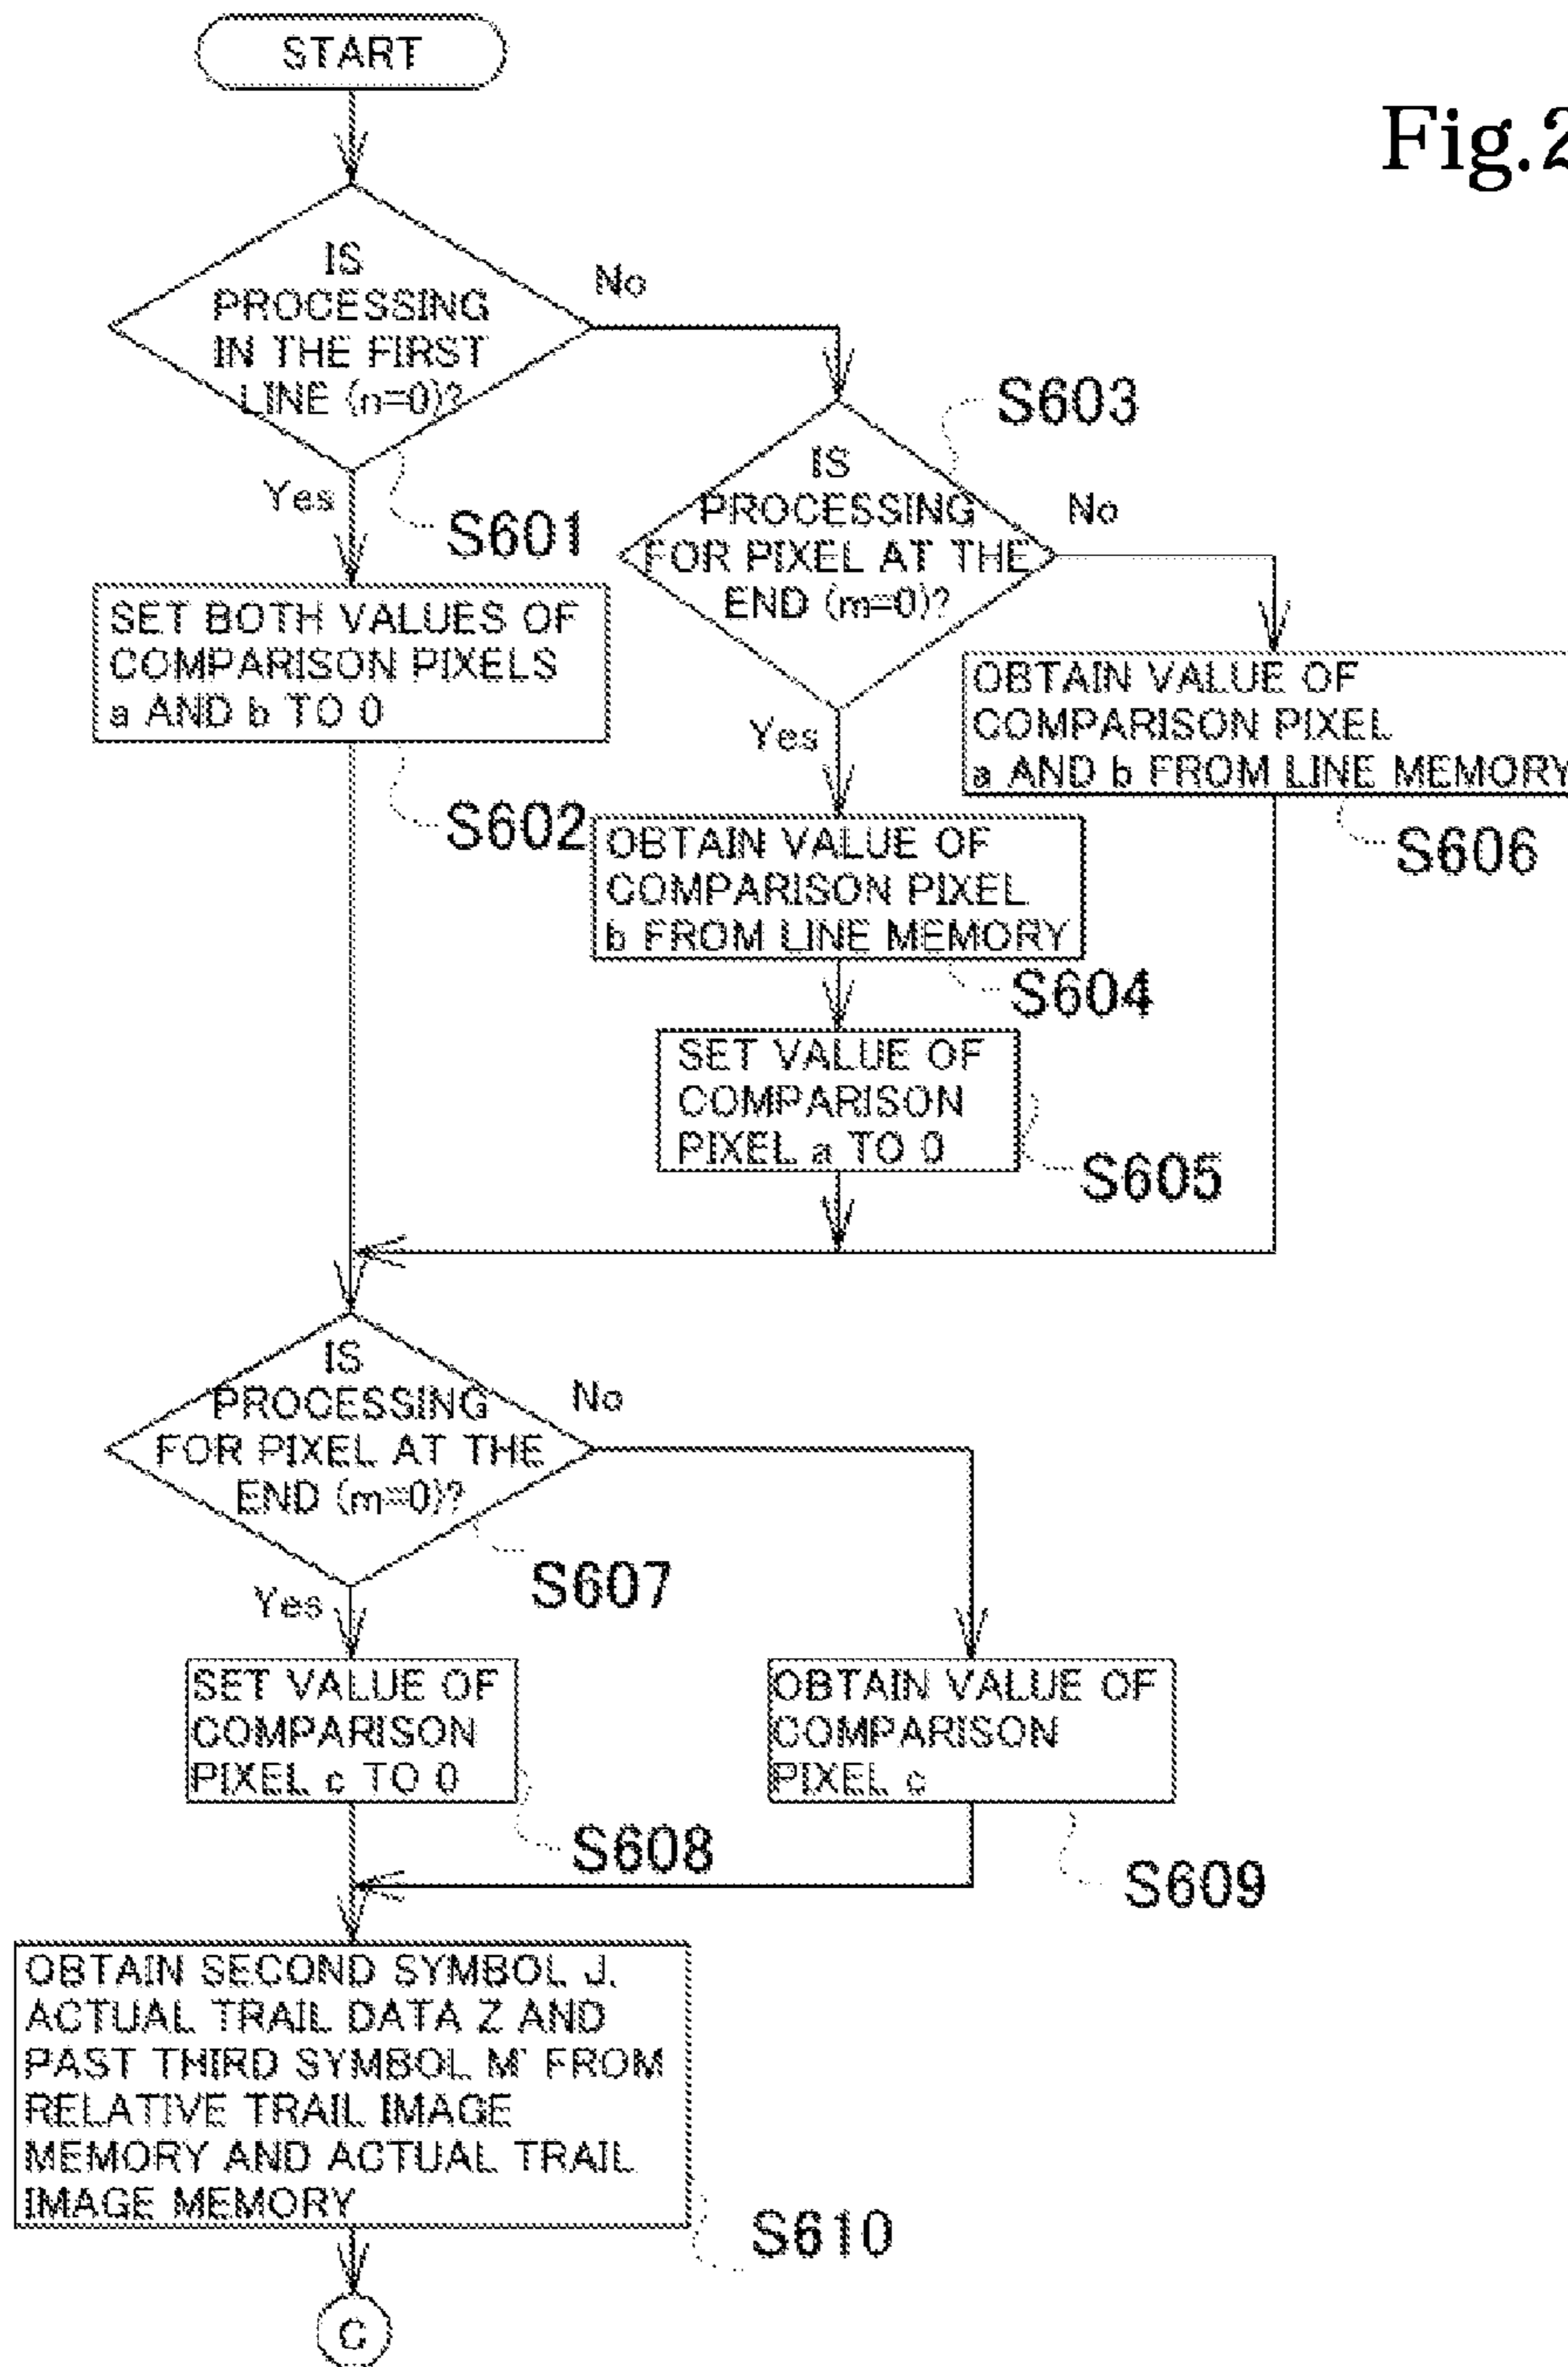 START
Fig.2
IS
PROCESSING
IN THE FIRST
LINE (n=0)?
No
Yes
S601
SET BOTH VALUES OF
COMPARISON PIXELS
a AND b TO 0
S602
IS
PROCESSING
FOR PIXEL AT THE
END (m=0)?
S603
No
Yes
OBTAIN VALUE OF
COMPARISON PIXEL
a AND b FROM LINE MEMORY
S606
OBTAIN VALUE OF
COMPARISON PIXEL
b FROM LINE MEMORY
S604
SET VALUE OF
COMPARISON
PIXEL a TO 0
S605
IS
PROCESSING
FOR PIXEL AT THE
END (m=0)?
No
Yes
S607
SET VALUE OF
COMPARISON
PIXEL c TO 0
S608
OBTAIN VALUE OF
COMPARISON
PIXEL c
S609
OBTAIN SECOND SYMBOL J,
ACTUAL TRAIL DATA Z AND
PAST THIRD SYMBOL M' FROM
RELATIVE TRAIL IMAGE
MEMORY AND ACTUAL TRAIL
IMAGE MEMORY
S610
C